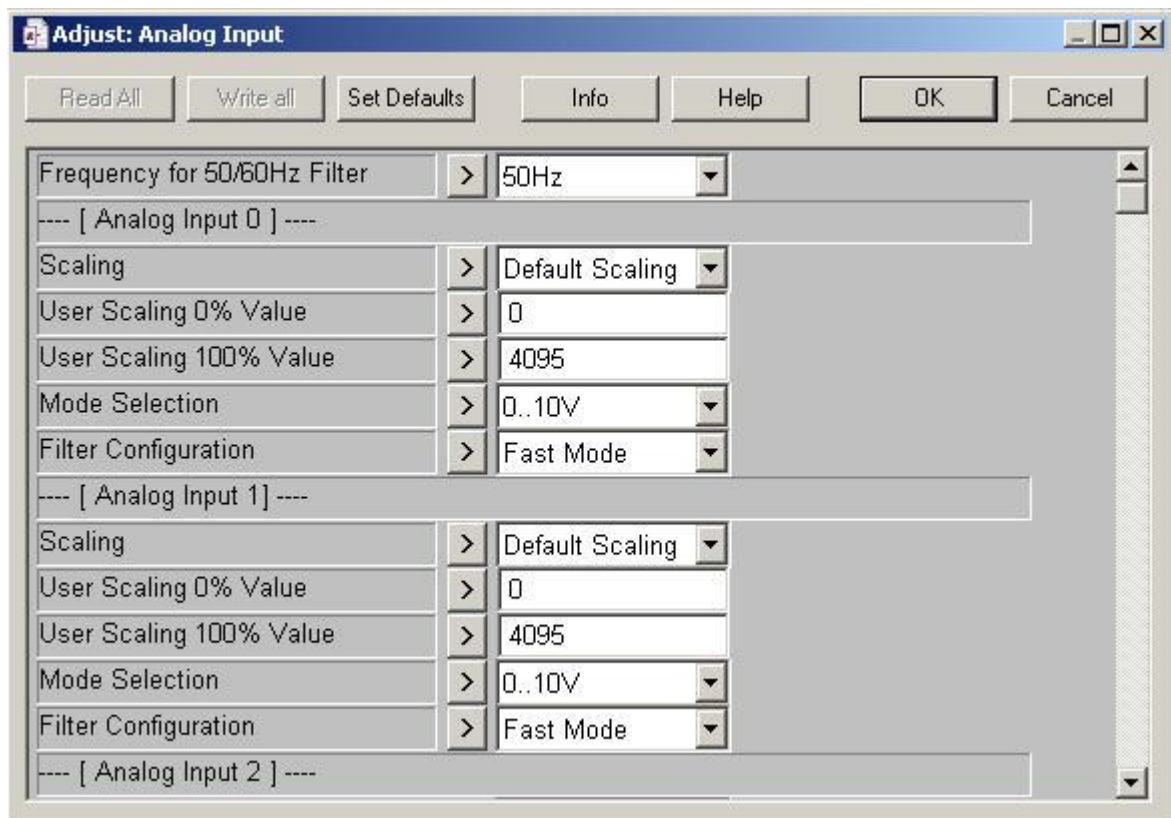 Adjust: Analog Input
Read All Write all Set Defaults Info Help OK Cancel
Frequency for 50/60Hz Filter > 50Hz
---- [ Analog Input 0 ] ----
Scaling > Default Scaling
User Scaling 0% Value > 0
User Scaling 100% Value > 4095
Mode Selection > 0..10V
Filter Configuration > Fast Mode
---- [ Analog Input 1] ----
Scaling > Default Scaling
User Scaling 0% Value > 0
User Scaling 100% Value > 4095
Mode Selection > 0..10V
Filter Configuration > Fast Mode
---- [ Analog Input 2 ] ----